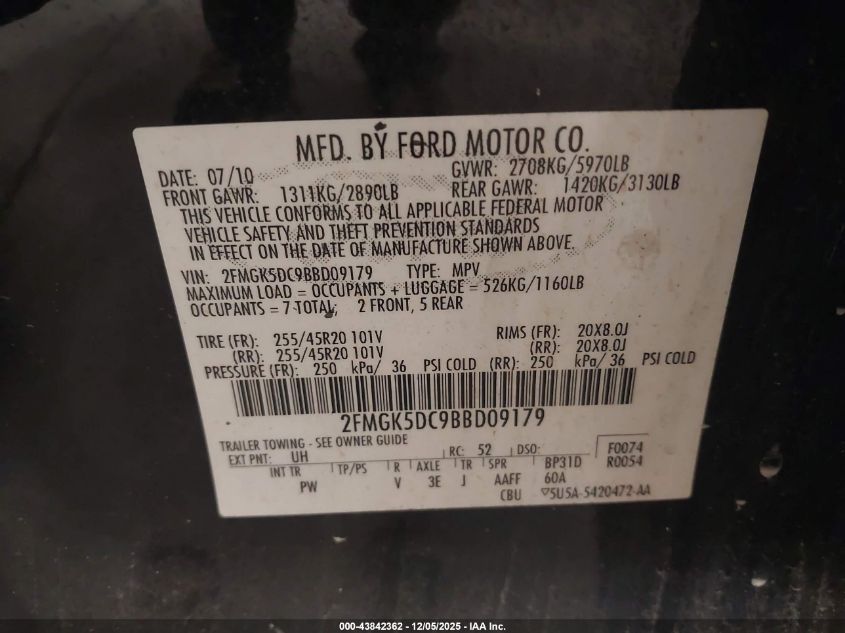 MFD. BY FORD MOTOR CO.
DATE: 07/10 GVWR: 2708KG/5970LB
FRONT GAWR: 1311KG/2890LB REAR GAWR: 1420KG/3130LB
THIS VEHICLE CONFORMS TO ALL APPLICABLE FEDERAL MOTOR
VEHICLE SAFETY AND THEFT PREVENTION STANDARDS
IN EFFECT ON THE DATE OF MANUFACTURE SHOWN ABOVE.
VIN: 2FMGK5DC9BBD09179 TYPE: MPV
MAXIMUM LOAD = OCCUPANTS + LUGGAGE = 526KG/1160LB
OCCUPANTS = 7 TOTAL; 2 FRONT, 5 REAR
TIRE (FR): 255/45R20 101V RIMS (FR): 20X8.0J
(RR): 255/45R20 101V (RR): 20X8.0J
PRESSURE (FR): 250 kPa/ 36 PSI COLD (RR): 250 kPa/ 36 PSI COLD
2FMGK5DC9BBD09179
TRAILER TOWING - SEE OWNER GUIDE
EXT PNT: UH RC: 52 DSO: F0074
INT TR TP/PS R AXLE TR SPR BP31D R0054
PW V 3E J AAFF 60A
CBU ▽5U5A-5420472-AA
000-43842362 - 12/05/2025 - IAA Inc.